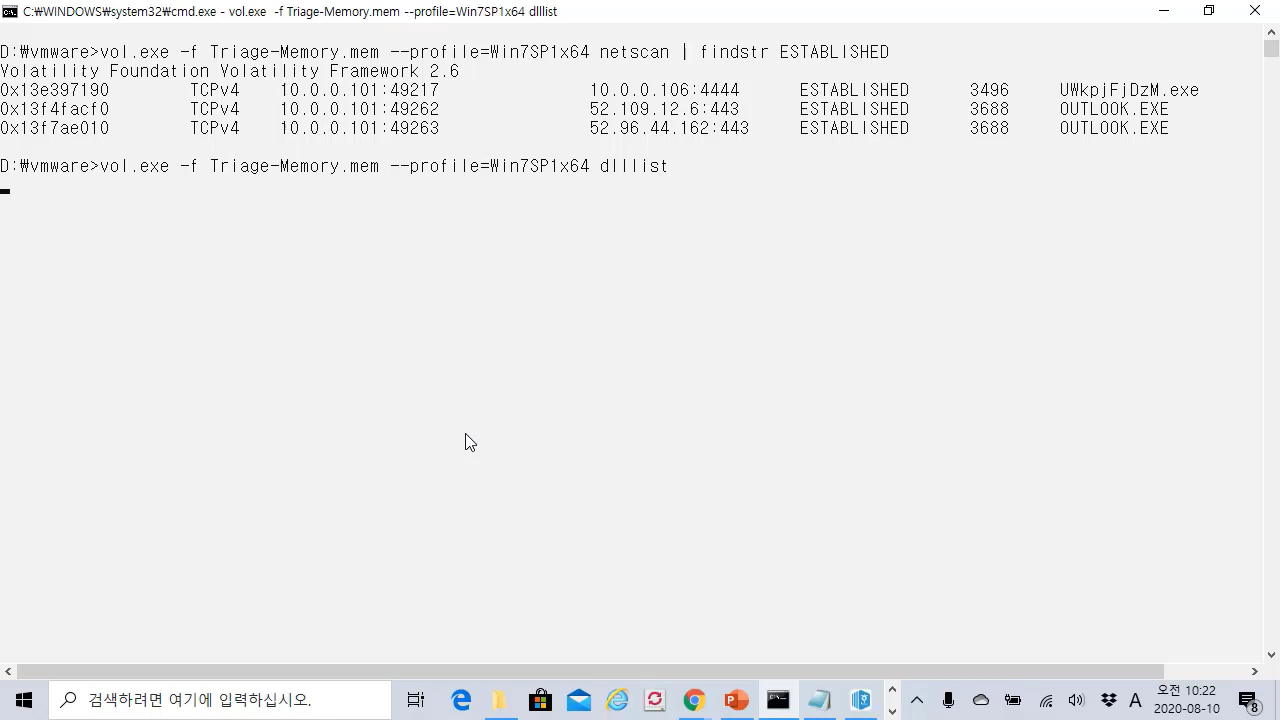 C:₩WINDOWS₩system32₩cmd.exe - vol.exe  -f Triage-Memory.mem --profile=Win7SP1x64 dlllist
D:₩vmware>vol.exe -f Triage-Memory.mem --profile=Win7SP1x64 netscan | findstr ESTABLISHED
Volatility Foundation Volatility Framework 2.6
0x13e397190 TCPv4 10.0.0.101:49217 10.0.0.106:4444 ESTABLISHED 3496 UWkpjFjDzM.exe
0x13f4facf0 TCPv4 10.0.0.101:49262 52.109.12.6:443 ESTABLISHED 3688 OUTLOOK.EXE
0x13f7ae010 TCPv4 10.0.0.101:49263 52.96.44.162:443 ESTABLISHED 3688 OUTLOOK.EXE
D:₩vmware>vol.exe -f Triage-Memory.mem --profile=Win7SP1x64 dlllist
검색하려면 여기에 입력하십시오.
A
오전 10:22
2020-08-10
8